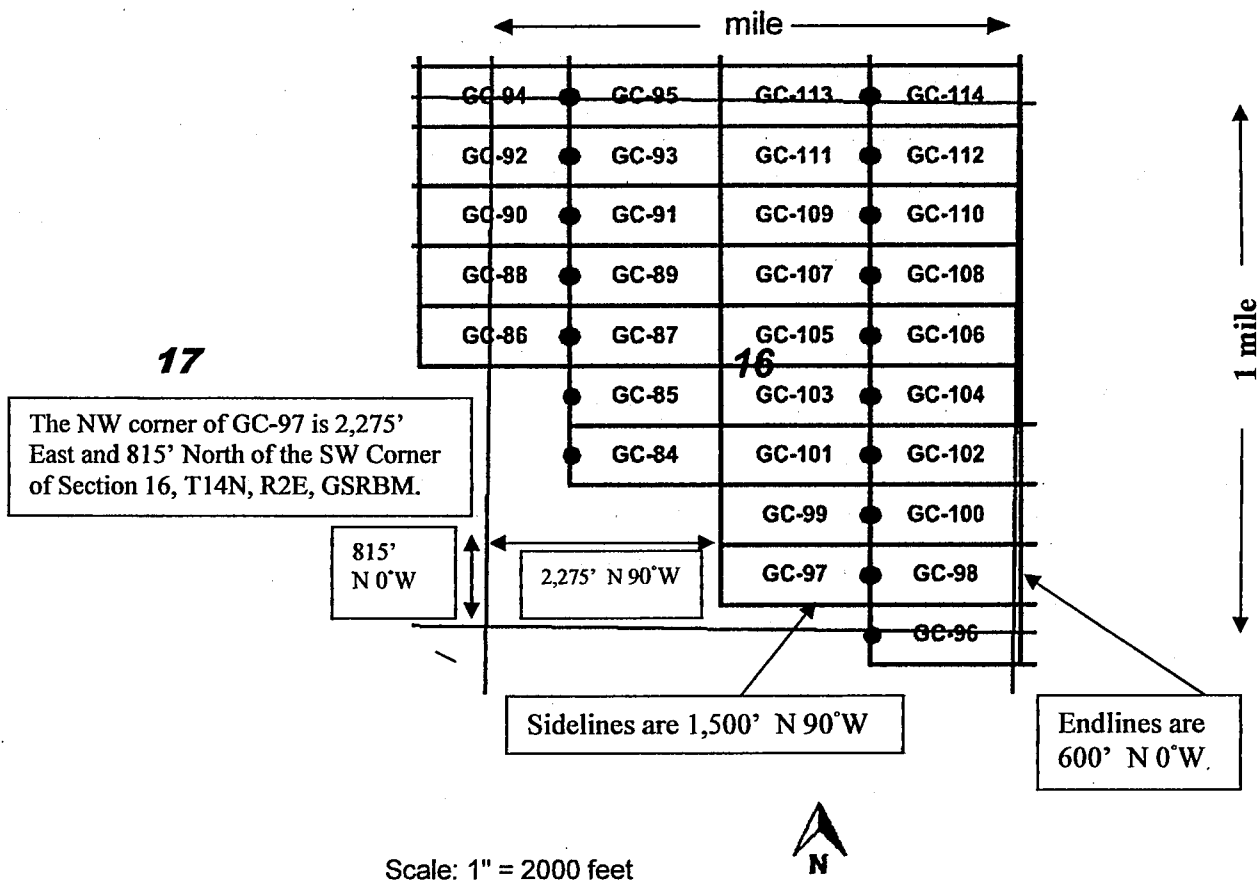 mile
GC-94 GC-95 GC-113 GC-114
GC-92 GC-93 GC-111 GC-112
GC-90 GC-91 GC-109 GC-110
GC-88 GC-89 GC-107 GC-108
GC-86 GC-87 GC-105 GC-106
17
16
1 mile
GC-85 GC-103 GC-104
The NW corner of GC-97 is 2,275'
East and 815' North of the SW Corner
of Section 16, T14N, R2E, GSRBM.
GC-84 GC-101 GC-102
GC-99 GC-100
815'
N 0°W
2,275' N 90°W
GC-97 GC-98
GC-96
Sidelines are 1,500' N 90°W
Endlines are
600' N 0°W.
N
Scale: 1" = 2000 feet